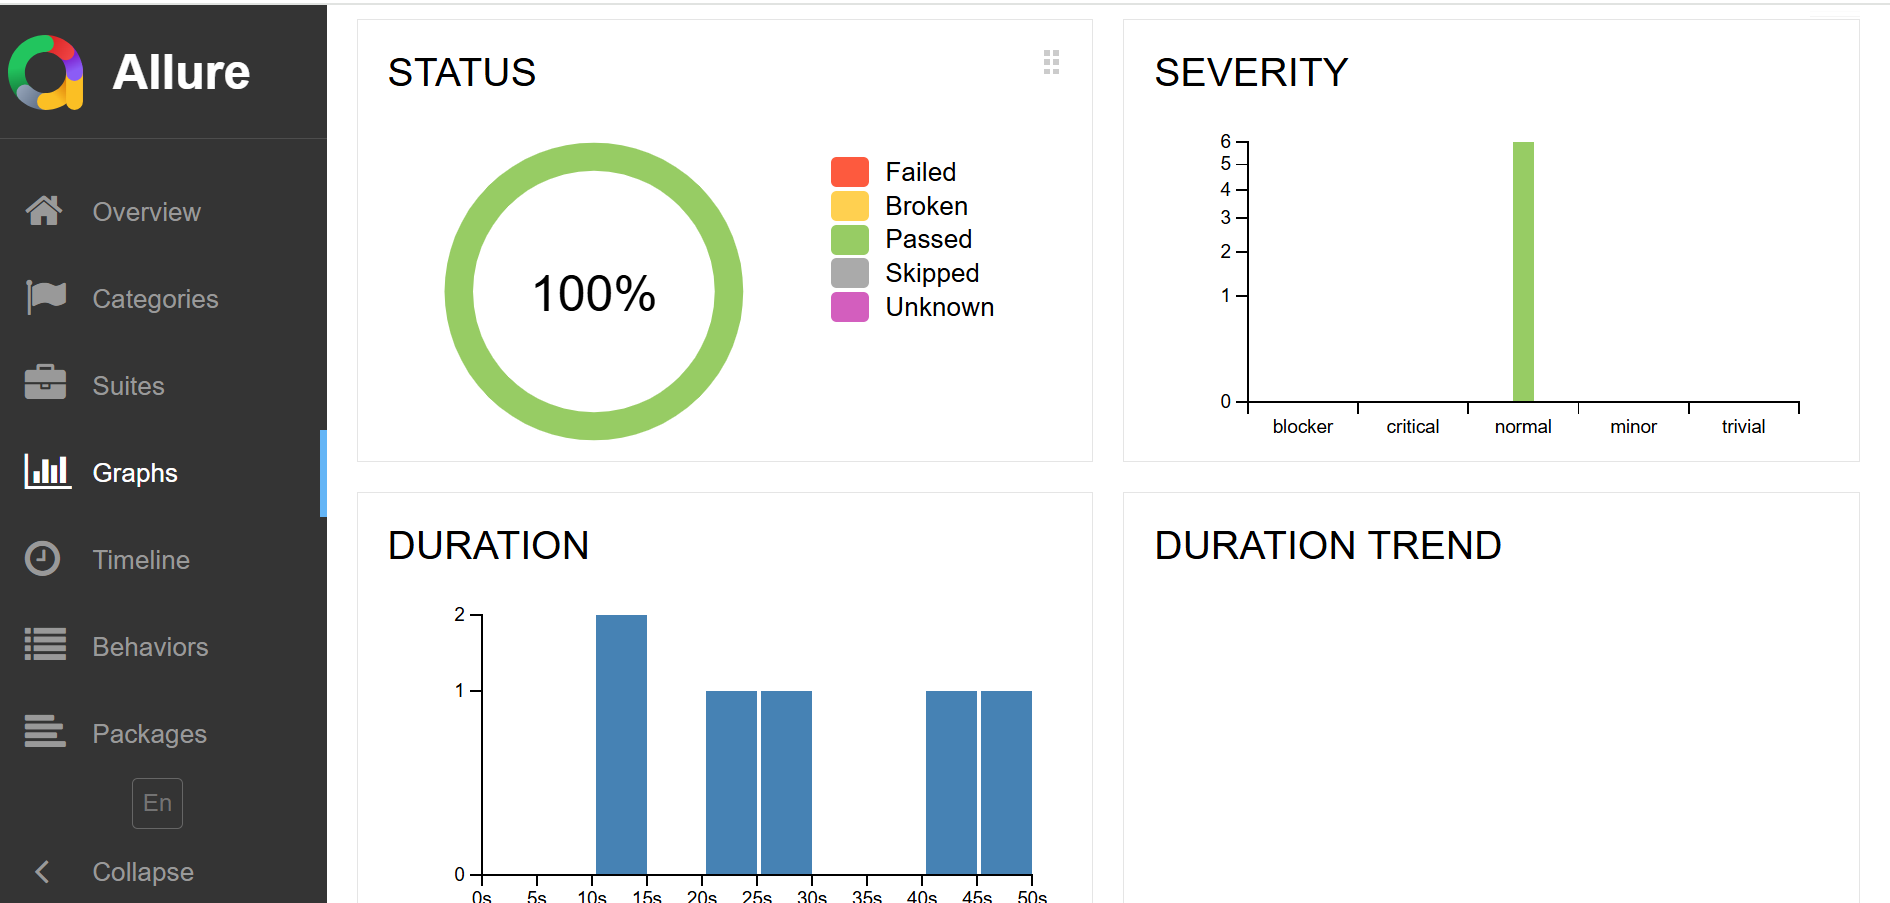 Allure
Overview
Categories
Suites
Graphs
Timeline
Behaviors
Packages
En
Collapse
STATUS
100%
Failed
Broken
Passed
Skipped
Unknown
SEVERITY
6
5
4
3
2
1
0
blocker critical normal minor trivial
DURATION
2
1
0
0s 5s 10s 15s 20s 25s 30s 35s 40s 45s 50s
DURATION TREND